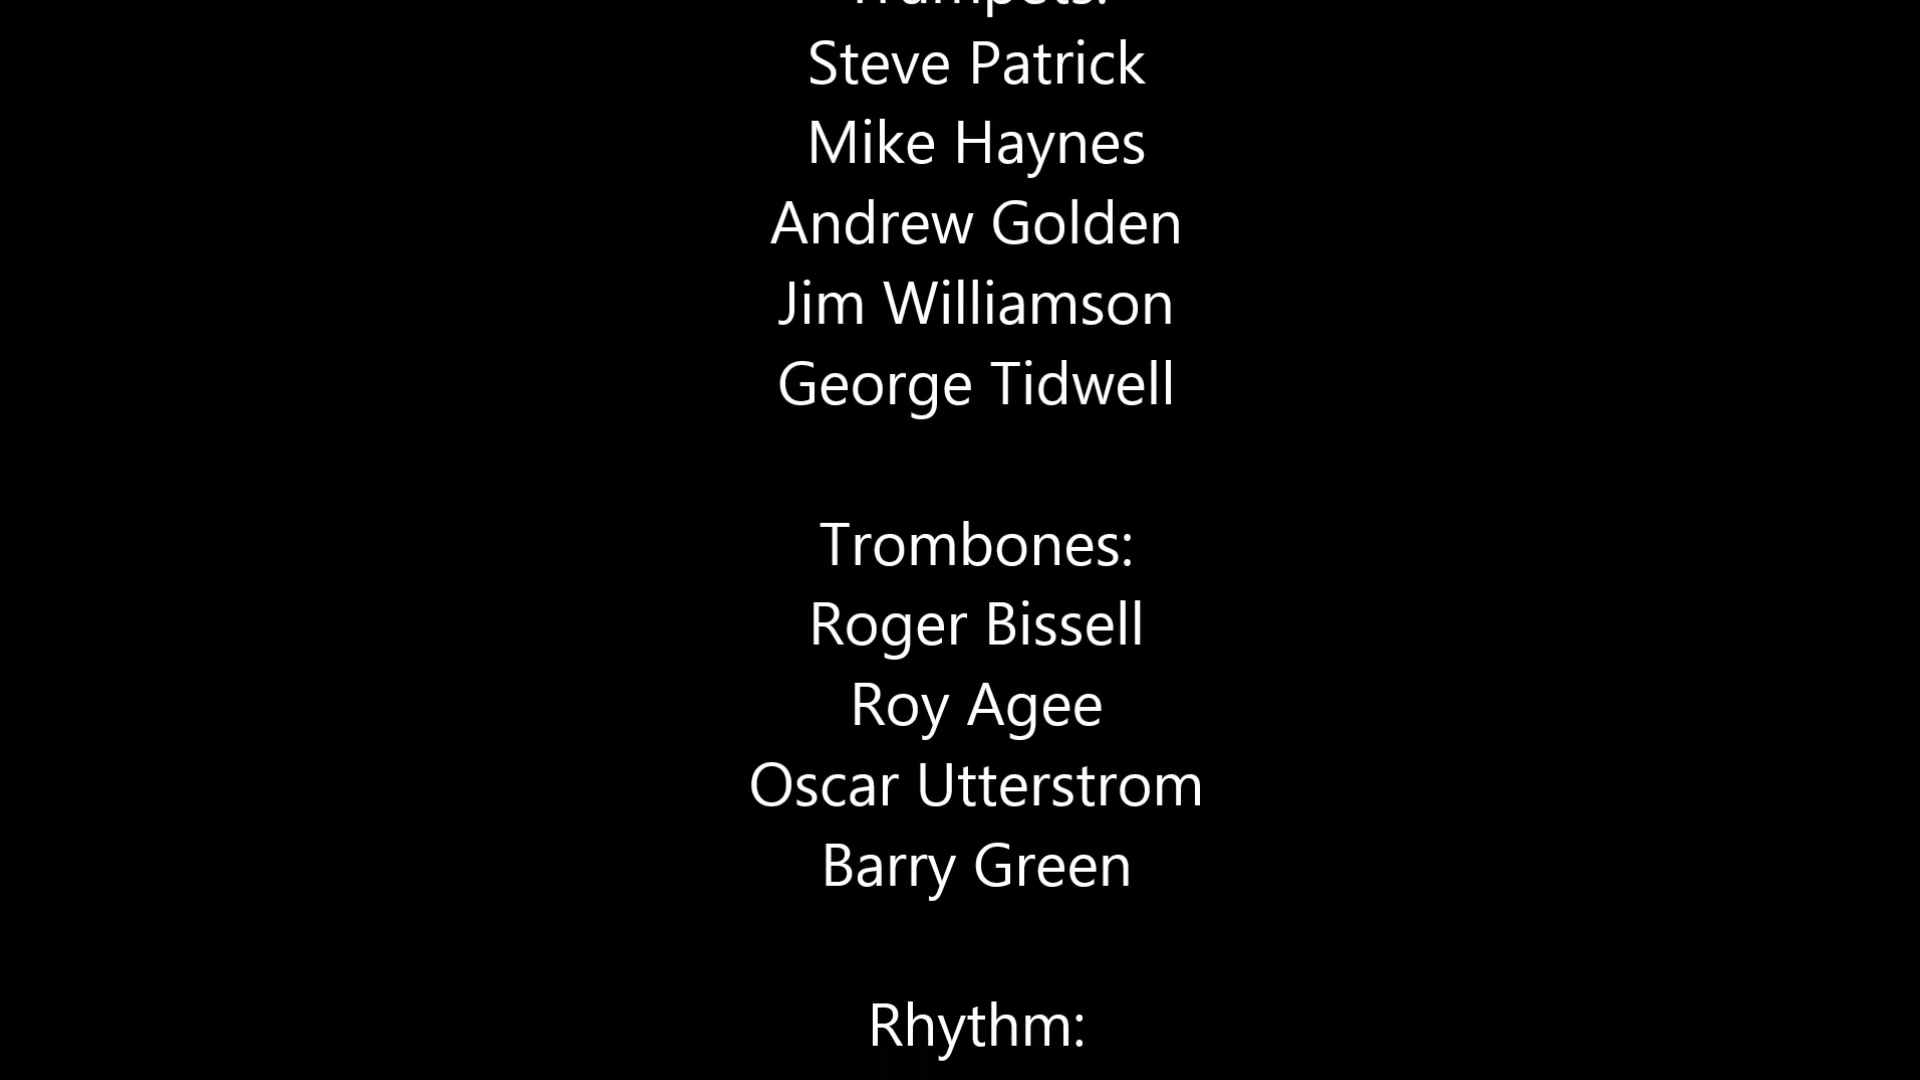 Trumpets:
Steve Patrick
Mike Haynes
Andrew Golden
Jim Williamson
George Tidwell
Trombones:
Roger Bissell
Roy Agee
Oscar Utterstrom
Barry Green
Rhythm: